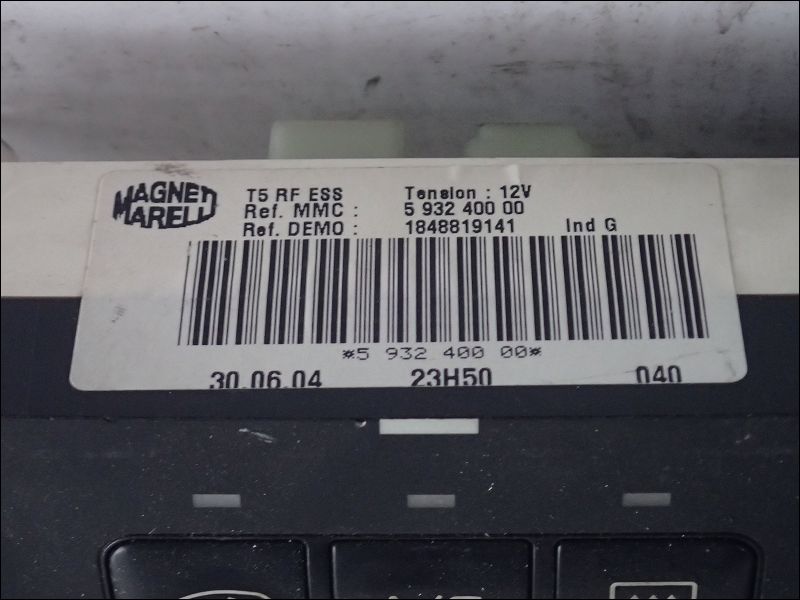 MAGNETI
MARELLI
T5 RF ESS Tension : 12V
Ref. MMC : 5 932 400 00
Ref. DEMO : 1848819141 Ind G
*5 932 400 00*
30.06.04 23H50 040